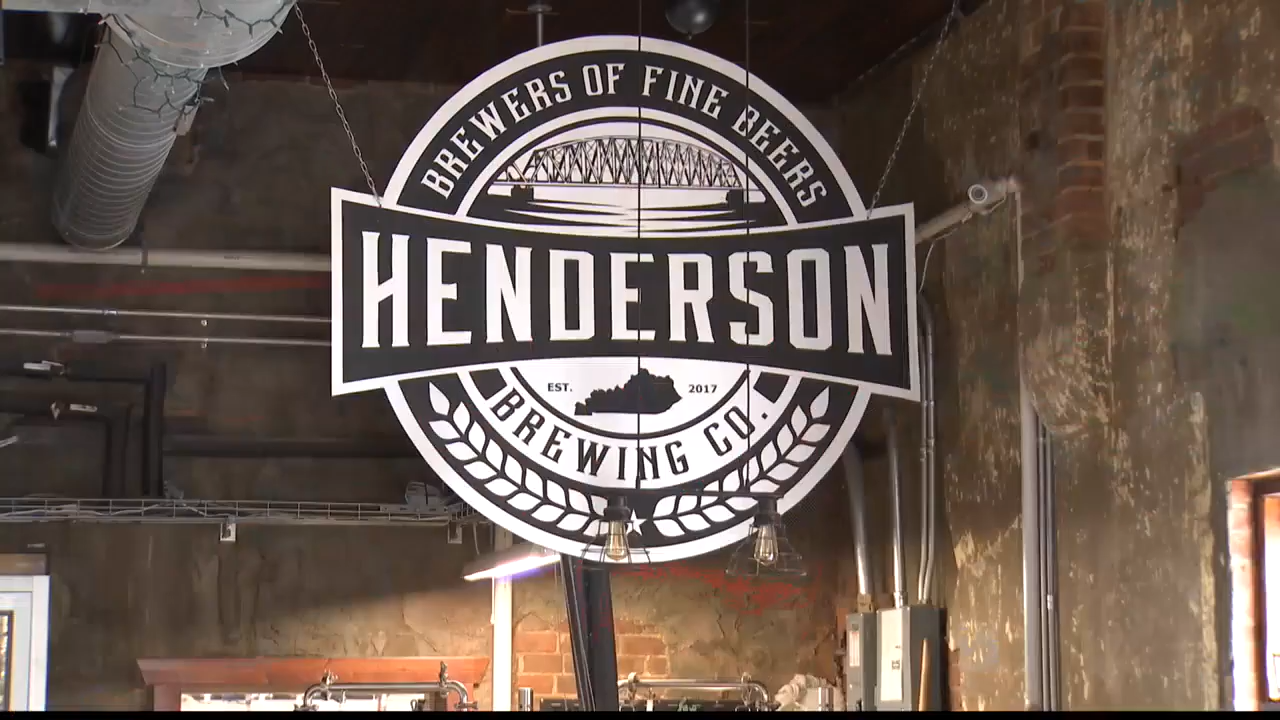 BREWERS OF FINE BEERS
HENDERSON
EST. 2017
BREWING CO.